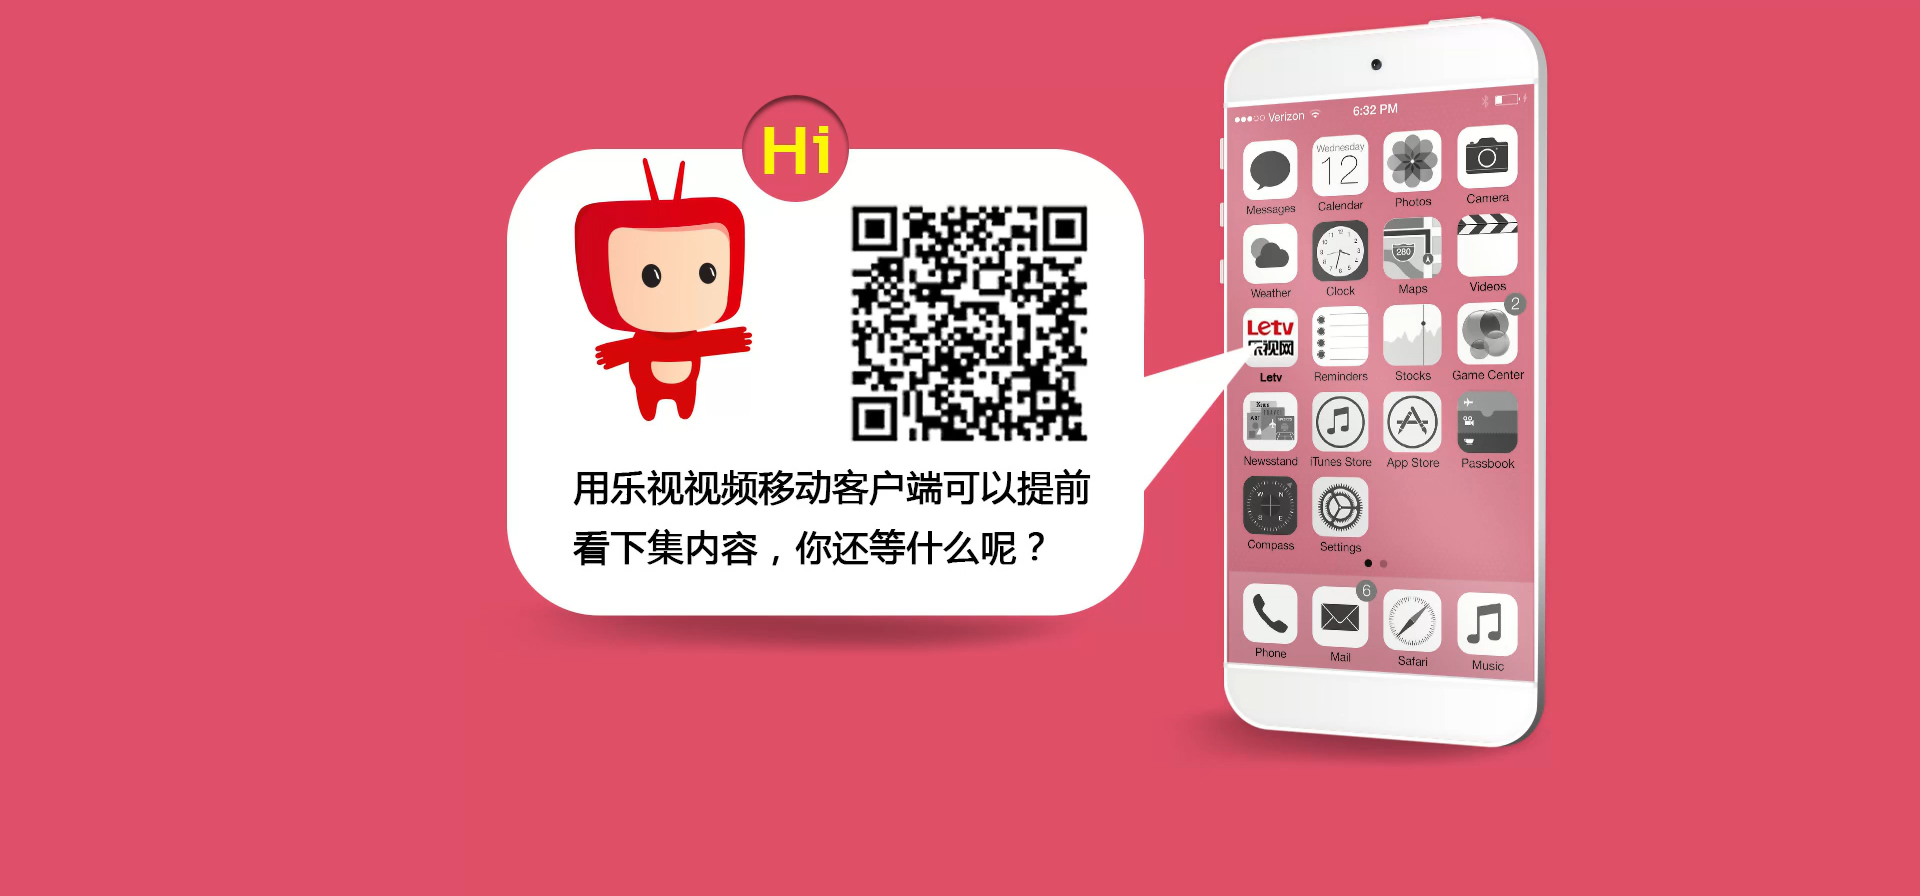 Hi
用乐视视频移动客户端可以提前
看下集内容，你还等什么呢？
●●●○○ Verizon 6:32 PM
Wednesday
12
Messages Calendar Photos Camera
280
Weather Clock Maps Videos
2
Letv
乐视网
Letv Reminders Stocks Game Center
Newsstand iTunes Store App Store Passbook
N
W
S E
Compass Settings
6
Phone Mail Safari Music